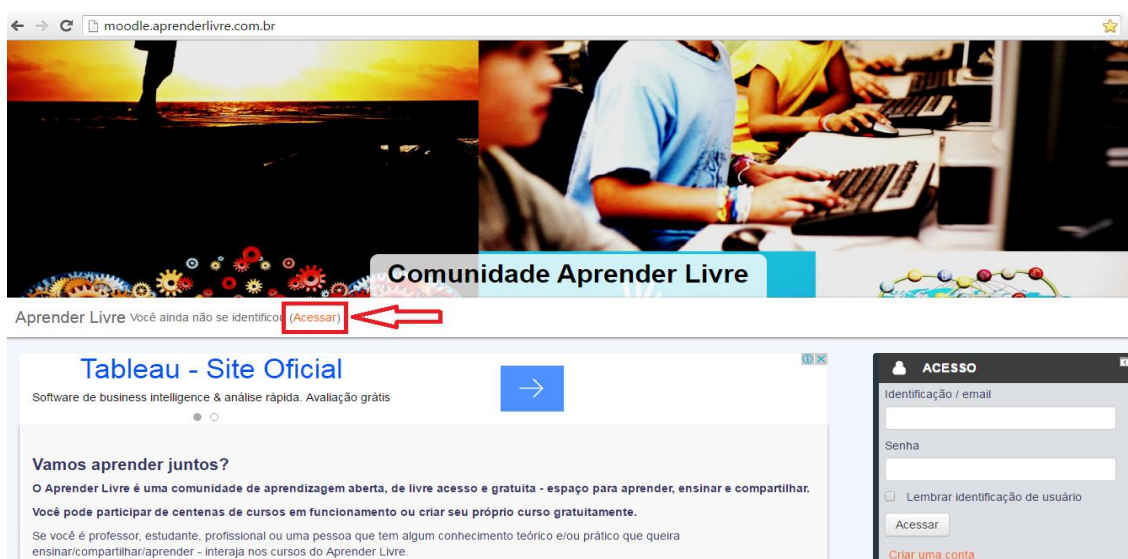 moodle.aprenderlivre.com.br
Comunidade Aprender Livre
Aprender Livre Você ainda não se identificou (Acessar)
Tableau - Site Oficial
Software de business intelligence & análise rápida. Avaliação grátis
Vamos aprender juntos?
O Aprender Livre é uma comunidade de aprendizagem aberta, de livre acesso e gratuita - espaço para aprender, ensinar e compartilhar.
Você pode participar de centenas de cursos em funcionamento ou criar seu próprio curso gratuitamente.
Se você é professor, estudante, profissional ou uma pessoa que tem algum conhecimento teórico e/ou prático que queira
ensinar/compartilhar/aprender - interaja nos cursos do Aprender Livre.
ACESSO
Identificação / email
Senha
Lembrar identificação de usuário
Acessar
Criar uma conta